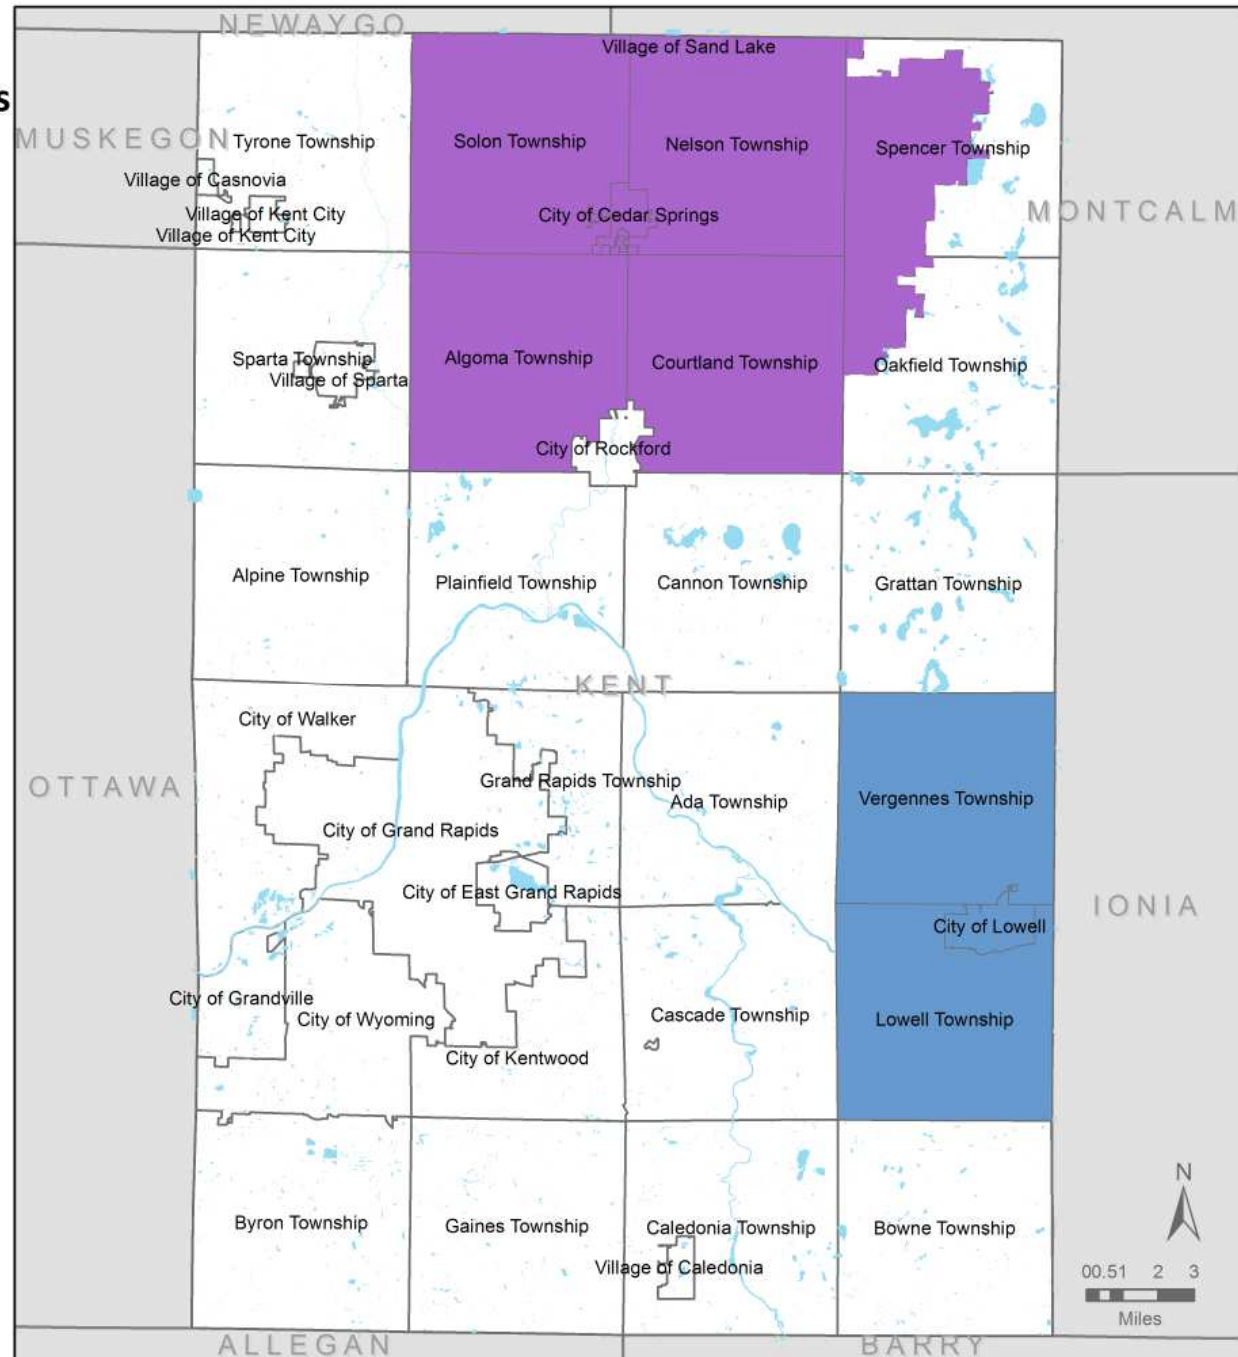 NEWAYGO
Village of Sand Lake
s
MUSKEGON
Tyrone Township
Solon Township
Nelson Township
Spencer Township
Village of Casnovia
Village of Kent City
City of Cedar Springs
MONTCALM
Village of Kent City
Sparta Township
Algoma Township
Courtland Township
Oakfield Township
Village of Sparta
City of Rockford
Alpine Township
Plainfield Township
Cannon Township
Grattan Township
KENT
City of Walker
OTTAWA
Grand Rapids Township
Ada Township
Vergennes Township
City of Grand Rapids
City of East Grand Rapids
IONIA
City of Lowell
City of Grandville
City of Wyoming
Cascade Township
Lowell Township
City of Kentwood
N
Byron Township
Gaines Township
Caledonia Township
Bowne Township
Village of Caledonia
00.51 2 3
Miles
ALLEGAN
BARRY